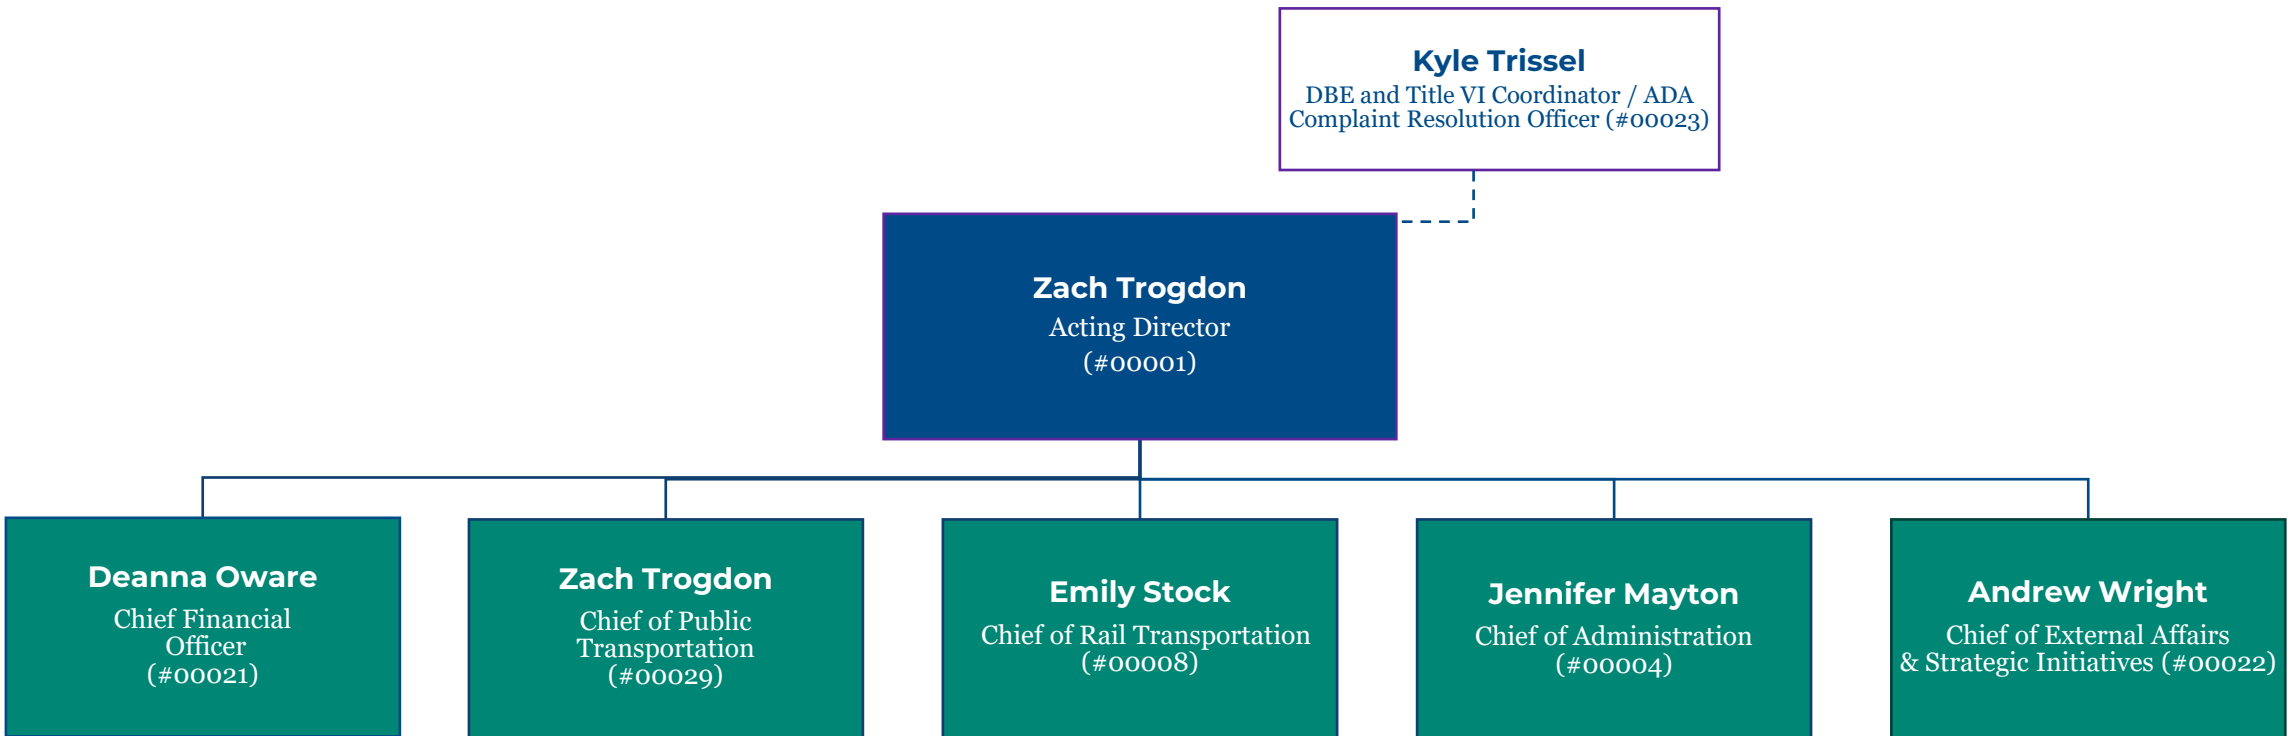 Kyle Trissel
DBE and Title VI Coordinator / ADA
Complaint Resolution Officer (#00023)
Zach Trogdon
Acting Director
(#00001)
Deanna Oware
Chief Financial
Officer
(#00021)
Zach Trogdon
Chief of Public
Transportation
(#00029)
Emily Stock
Chief of Rail Transportation
(#00008)
Jennifer Mayton
Chief of Administration
(#00004)
Andrew Wright
Chief of External Affairs
& Strategic Initiatives (#00022)